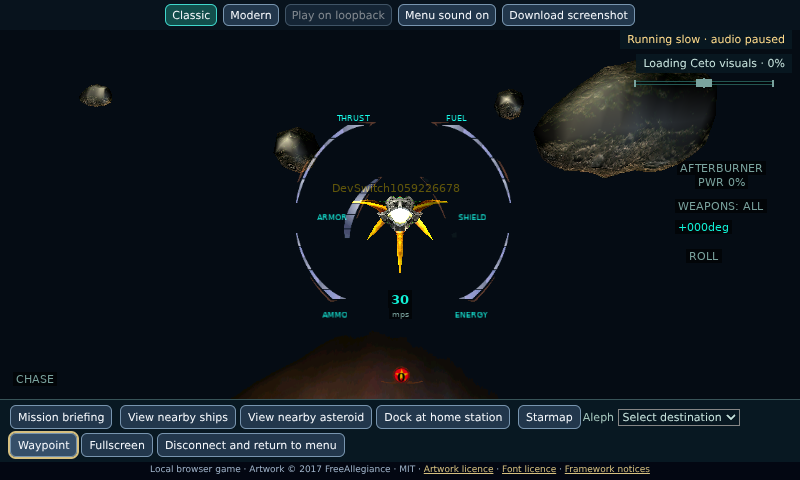 Classic Modern Play on loopback Menu sound on Download screenshot
Running slow · audio paused
Loading Ceto visuals · 0%
THRUST FUEL
AFTERBURNER
PWR 0%
DevSwitch1059226678
WEAPONS: ALL
ARMOR SHIELD
+000deg
ROLL
30
mps
AMMO ENERGY
CHASE
Mission briefing View nearby ships View nearby asteroid Dock at home station Starmap Aleph Select destination
Waypoint Fullscreen Disconnect and return to menu
Local browser game · Artwork © 2017 FreeAllegiance · MIT · Artwork licence · Font licence · Framework notices